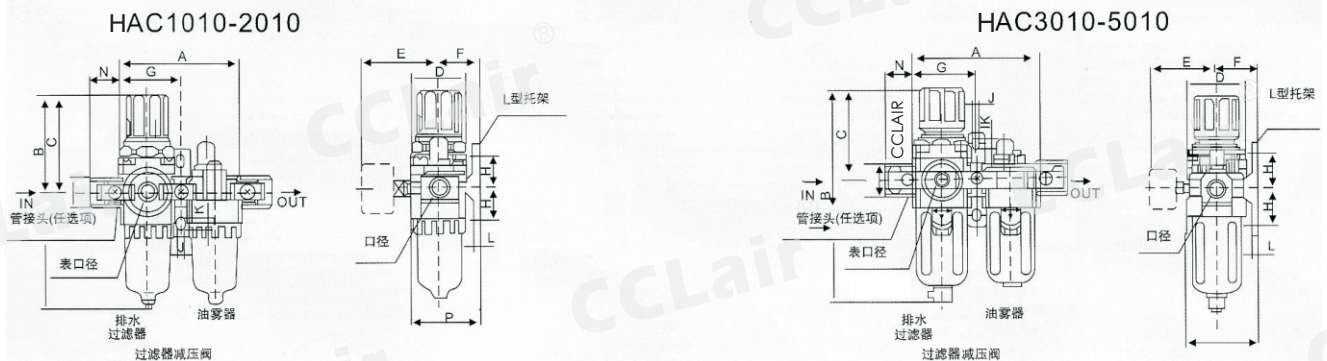 HAC1010-2010
A
N
G
B
C
IN
OUT
管接头(任选项)
K
J
表口径
排水
过滤器
油雾器
过滤器减压阀
E
F
D
L型托架
H
H
口径
L
P
HAC3010-5010
A
N
G
J
K
C
CCLAIR
B
IN
OUT
管接头(任选项)
表口径
排水
过滤器
油雾器
过滤器减压阀
E
F
D
L型托架
H
H
口径
L
CCLair
®
CCLair
CCLair